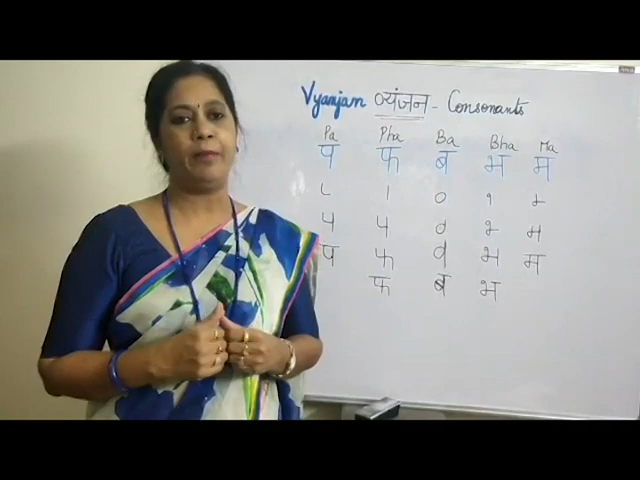 Vyanjan व्यंजन - Consonants
Pa Pha Ba Bha Ma
प फ ब भ म
प फ ब भ म
फ ब भ